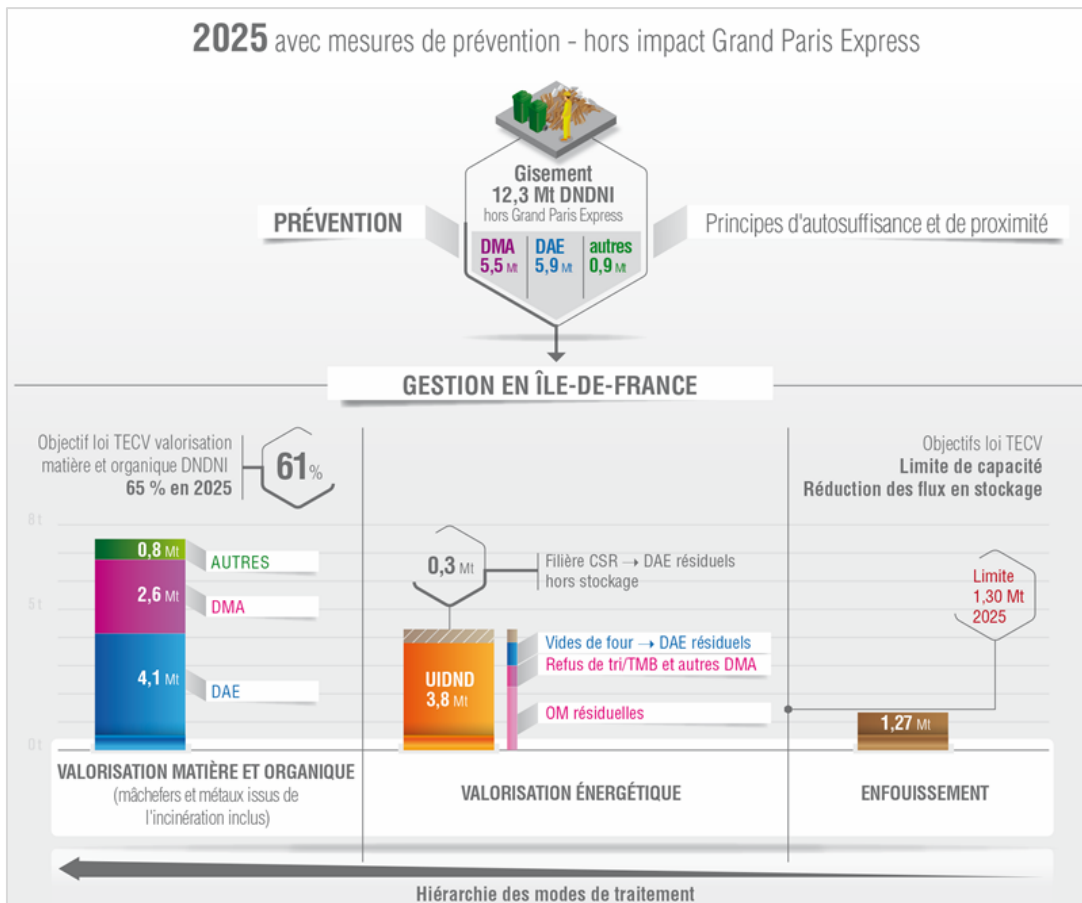 2025 avec mesures de prévention - hors impact Grand Paris Express
Gisement
12,3 Mt DNDNI
hors Grand Paris Express
PRÉVENTION
Principes d'autosuffisance et de proximité
DMA DAE autres
5,5 Mt 5,9 Mt 0,9 Mt
GESTION EN ÎLE-DE-FRANCE
Objectif loi TECV valorisation
matière et organique DNDNI
65 % en 2025
61%
Objectifs loi TECV
Limite de capacité
Réduction des flux en stockage
8 t
5 t
0 t
0,8 Mt
AUTRES
2,6 Mt
DMA
4,1 Mt
DAE
0,3 Mt
Filière CSR → DAE résiduels
hors stockage
UIDND
3,8 Mt
Vides de four → DAE résiduels
Refus de tri/TMB et autres DMA
OM résiduelles
Limite
1,30 Mt
2025
1,27 Mt
VALORISATION MATIÈRE ET ORGANIQUE
(mâchefers et métaux issus de
l'incinération inclus)
VALORISATION ÉNERGÉTIQUE
ENFOUISSEMENT
Hiérarchie des modes de traitement